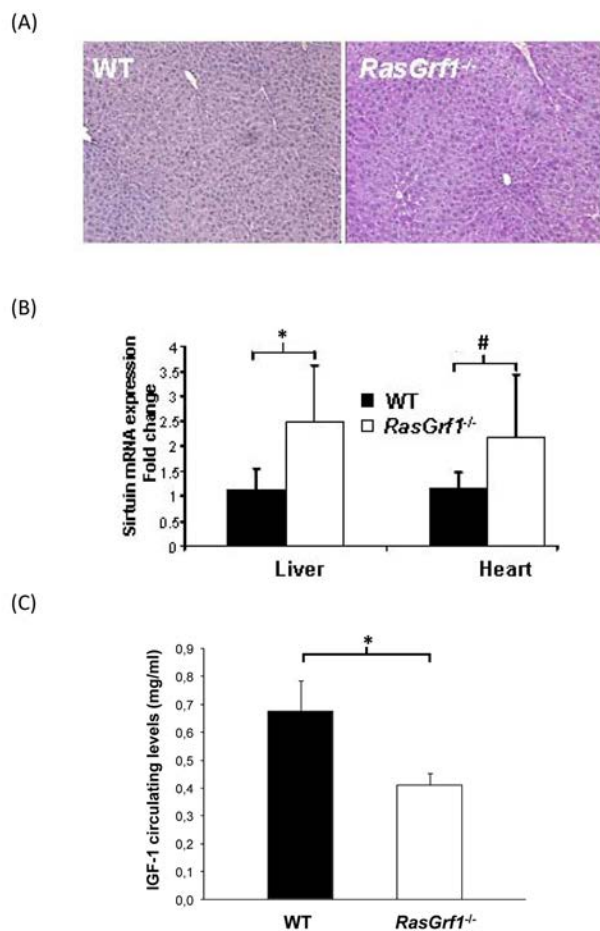 (A)
WT
RasGrf1-/-
(B)
Sirtuin mRNA expression
Fold change
4
3.5
3
2.5
2
1.5
1
0.5
0
*
#
WT
RasGrf1-/-
Liver
Heart
(C)
IGF-1 circulating levels (mg/ml)
0,9
0,8
0,7
0,6
0,5
0,4
0,3
0,2
0,1
0,0
*
WT
RasGrf1-/-